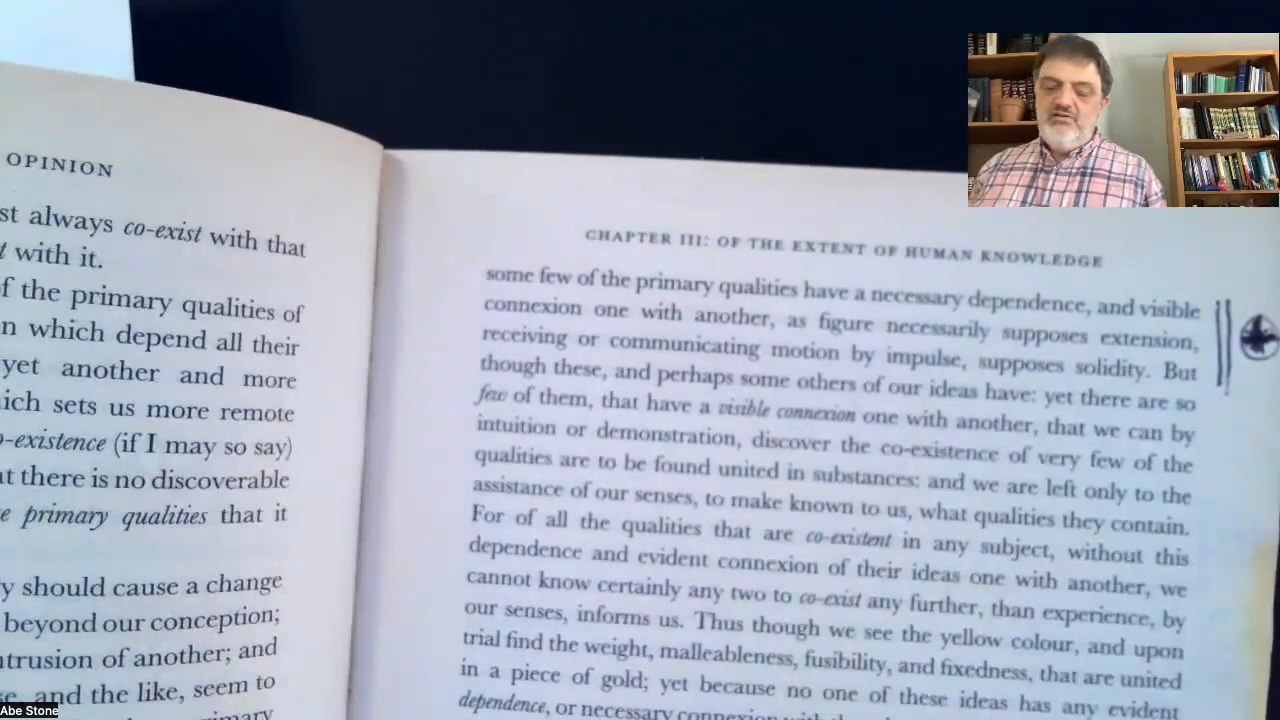 OPINION
st always co-exist with that
t with it.
f the primary qualities of
n which depend all their
yet another and more
ich sets us more remote
o-existence (if I may so say)
at there is no discoverable
e primary qualities that it
y should cause a change
beyond our conception;
ntrusion of another; and
se, and the like, seem to
CHAPTER III: OF THE EXTENT OF HUMAN KNOWLEDGE
some few of the primary qualities have a necessary dependence, and visible
connexion one with another, as figure necessarily supposes extension,
receiving or communicating motion by impulse, supposes solidity. But
though these, and perhaps some others of our ideas have: yet there are so
few of them, that have a visible connexion one with another, that we can by
intuition or demonstration, discover the co-existence of very few of the
qualities are to be found united in substances: and we are left only to the
assistance of our senses, to make known to us, what qualities they contain.
For of all the qualities that are co-existent in any subject, without this
dependence and evident connexion of their ideas one with another, we
cannot know certainly any two to co-exist any further, than experience, by
our senses, informs us. Thus though we see the yellow colour, and upon
trial find the weight, malleableness, fusibility, and fixedness, that are united
in a piece of gold; yet because no one of these ideas has any evident
dependence, or necessary connexion
Abe Stone